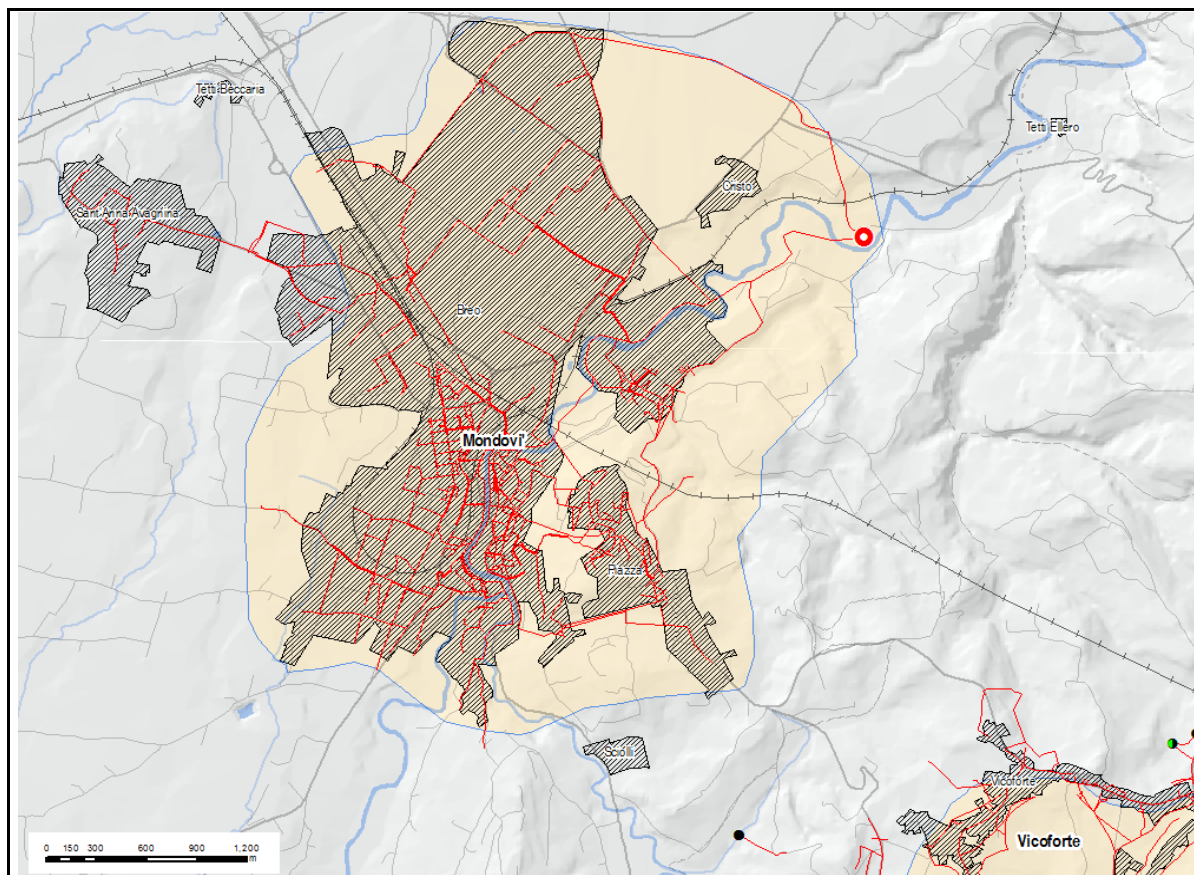 Tetti Beccaria
Tetti Ellero
Cristo
Sant'Anna Avagnina
Breo
Mondovi'
Piazza
Sciolli
Vicoforte
Vicoforte
0 150 300 600 900 1,200
m